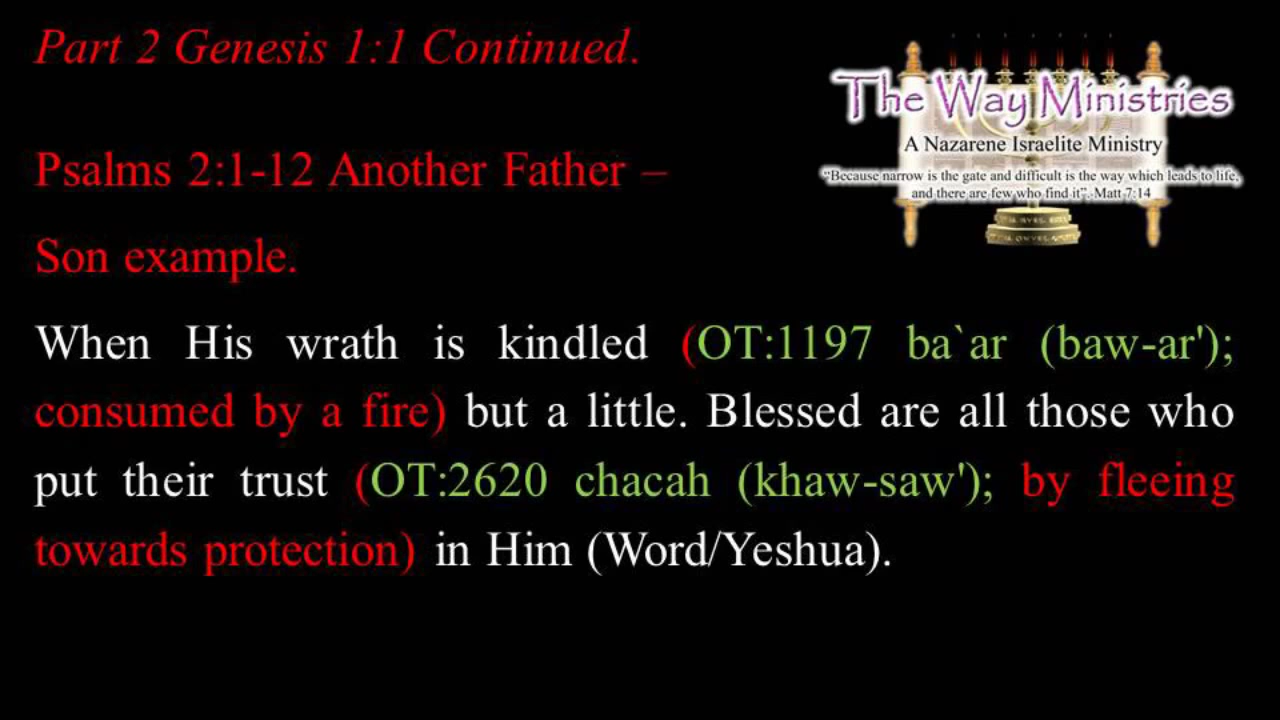 Part 2 Genesis 1:1 Continued.
The Way Ministries
A Nazarene Israelite Ministry
“Because narrow is the gate and difficult is the way which leads to life,
and there are few who find it”. Matt 7:14
Psalms 2:1-12 Another Father –
Son example.
When His wrath is kindled (OT:1197 ba`ar (baw-ar');
consumed by a fire) but a little. Blessed are all those who
put their trust (OT:2620 chacah (khaw-saw'); by fleeing
towards protection) in Him (Word/Yeshua).